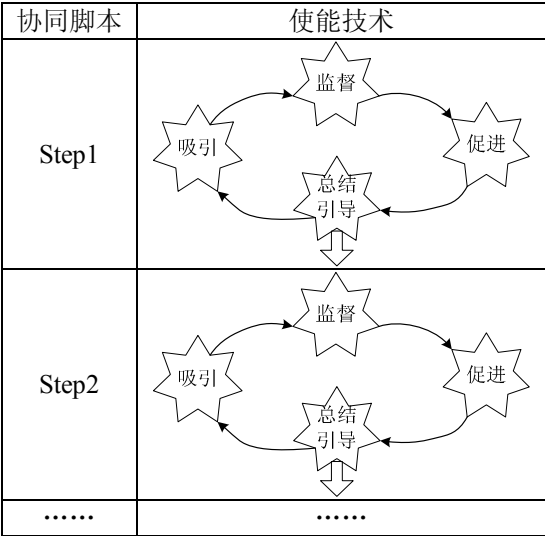 协同脚本
使能技术
Step1
监督
吸引
促进
总结
引导
Step2
监督
吸引
促进
总结
引导
……
……